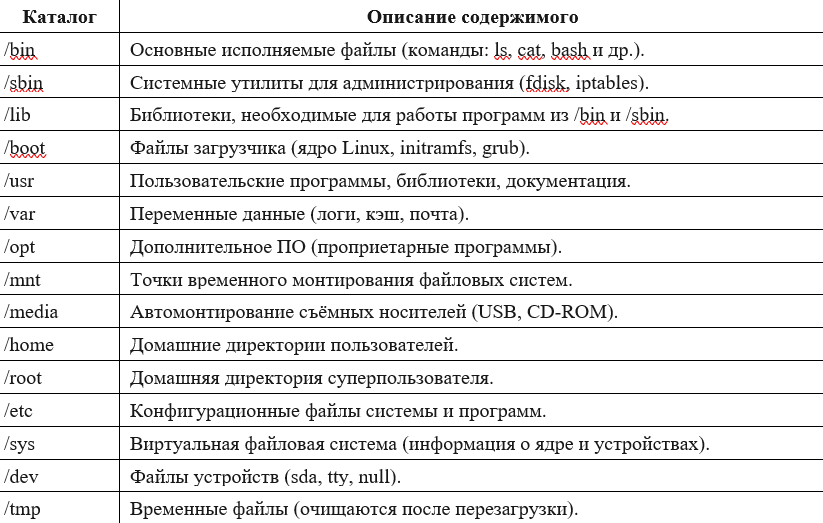 Каталог Описание содержимого
/bin Основные исполняемые файлы (команды: ls, cat, bash и др.).
/sbin Системные утилиты для администрирования (fdisk, iptables).
/lib Библиотеки, необходимые для работы программ из /bin и /sbin.
/boot Файлы загрузчика (ядро Linux, initramfs, grub).
/usr Пользовательские программы, библиотеки, документация.
/var Переменные данные (логи, кэш, почта).
/opt Дополнительное ПО (проприетарные программы).
/mnt Точки временного монтирования файловых систем.
/media Автомонтирование съёмных носителей (USB, CD-ROM).
/home Домашние директории пользователей.
/root Домашняя директория суперпользователя.
/etc Конфигурационные файлы системы и программ.
/sys Виртуальная файловая система (информация о ядре и устройствах).
/dev Файлы устройств (sda, tty, null).
/tmp Временные файлы (очищаются после перезагрузки).